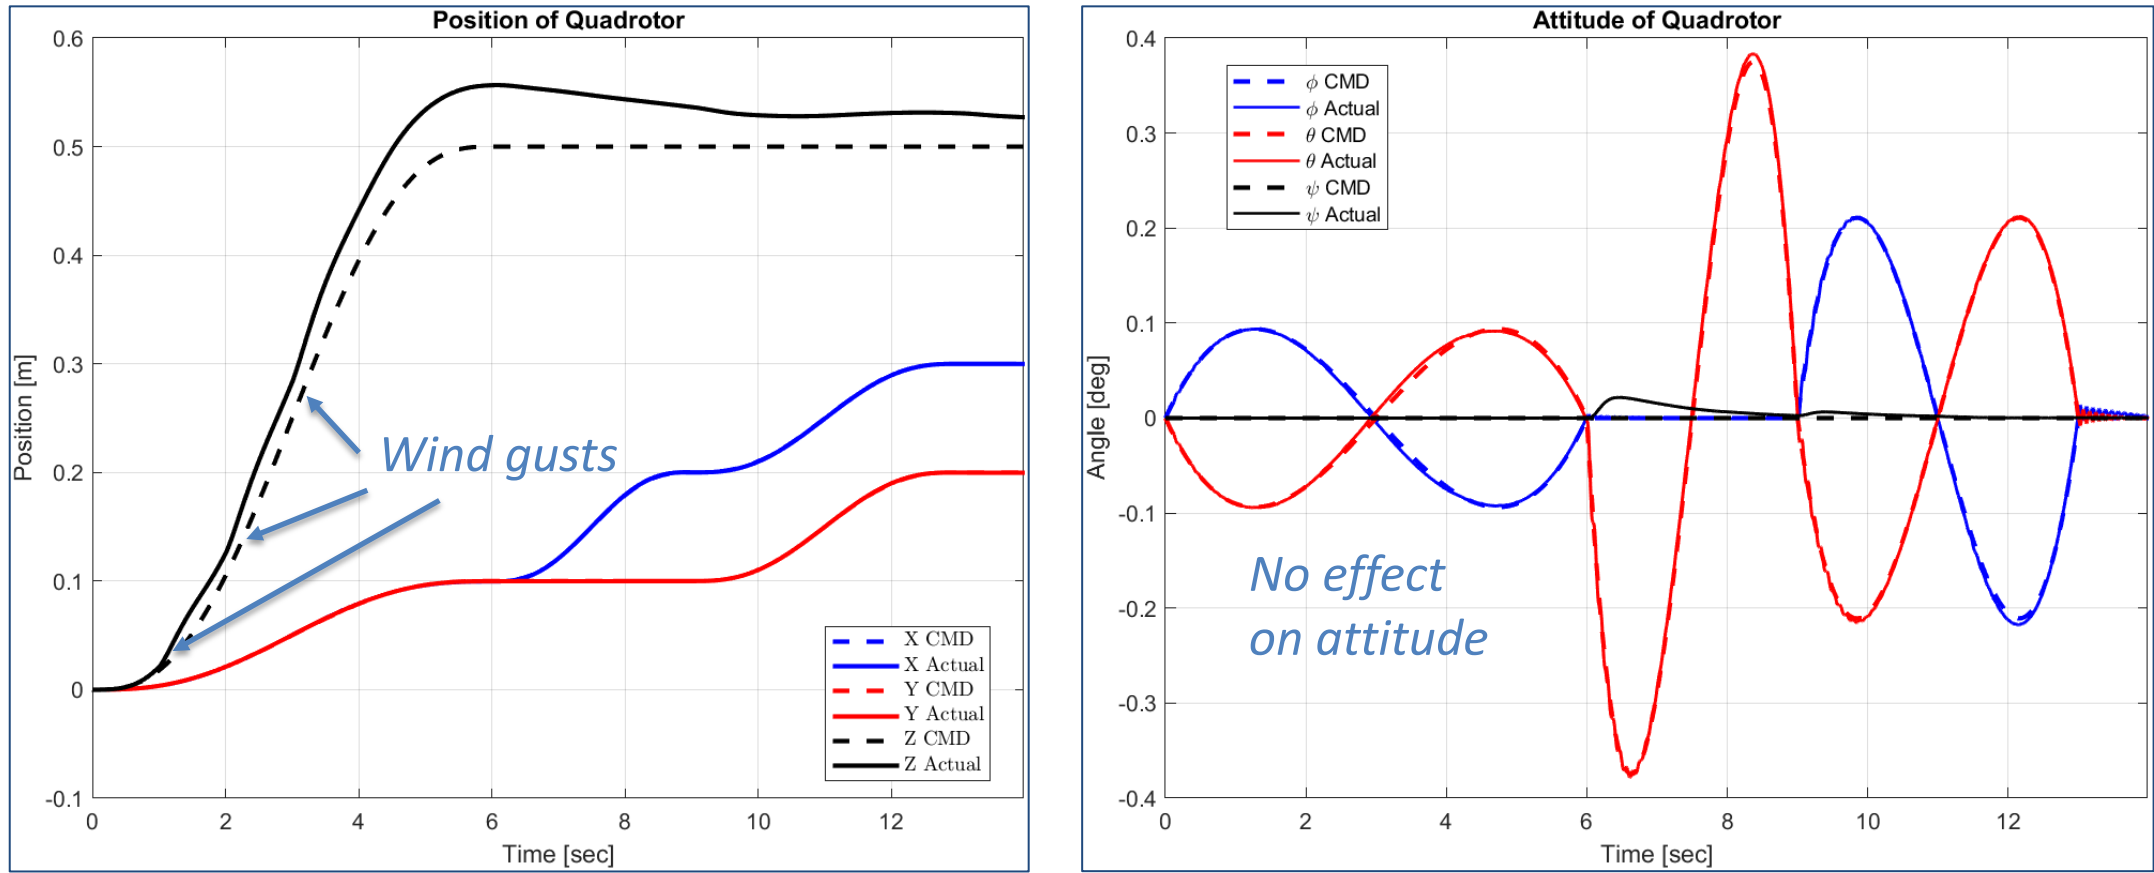 Position of Quadrotor
Position [m]
0.6
0.5
0.4
0.3
0.2
0.1
0
-0.1
0
2
4
6
8
10
12
Time [sec]
Wind gusts
X CMD
X Actual
Y CMD
Y Actual
Z CMD
Z Actual
Attitude of Quadrotor
Angle [deg]
0.4
0.3
0.2
0.1
0
-0.1
-0.2
-0.3
-0.4
0
2
4
6
8
10
12
Time [sec]
ϕ CMD
ϕ Actual
θ CMD
θ Actual
ψ CMD
ψ Actual
No effect
on attitude